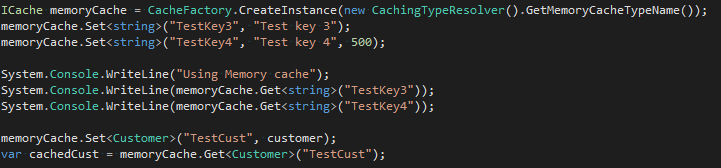 ICache memoryCache = CacheFactory.CreateInstance(new CachingTypeResolver().GetMemoryCacheTypeName());
memoryCache.Set<string>("TestKey3", "Test key 3");
memoryCache.Set<string>("TestKey4", "Test key 4", 500);
System.Console.WriteLine("Using Memory cache");
System.Console.WriteLine(memoryCache.Get<string>("TestKey3"));
System.Console.WriteLine(memoryCache.Get<string>("TestKey4"));
memoryCache.Set<Customer>("TestCust", customer);
var cachedCust = memoryCache.Get<Customer>("TestCust");